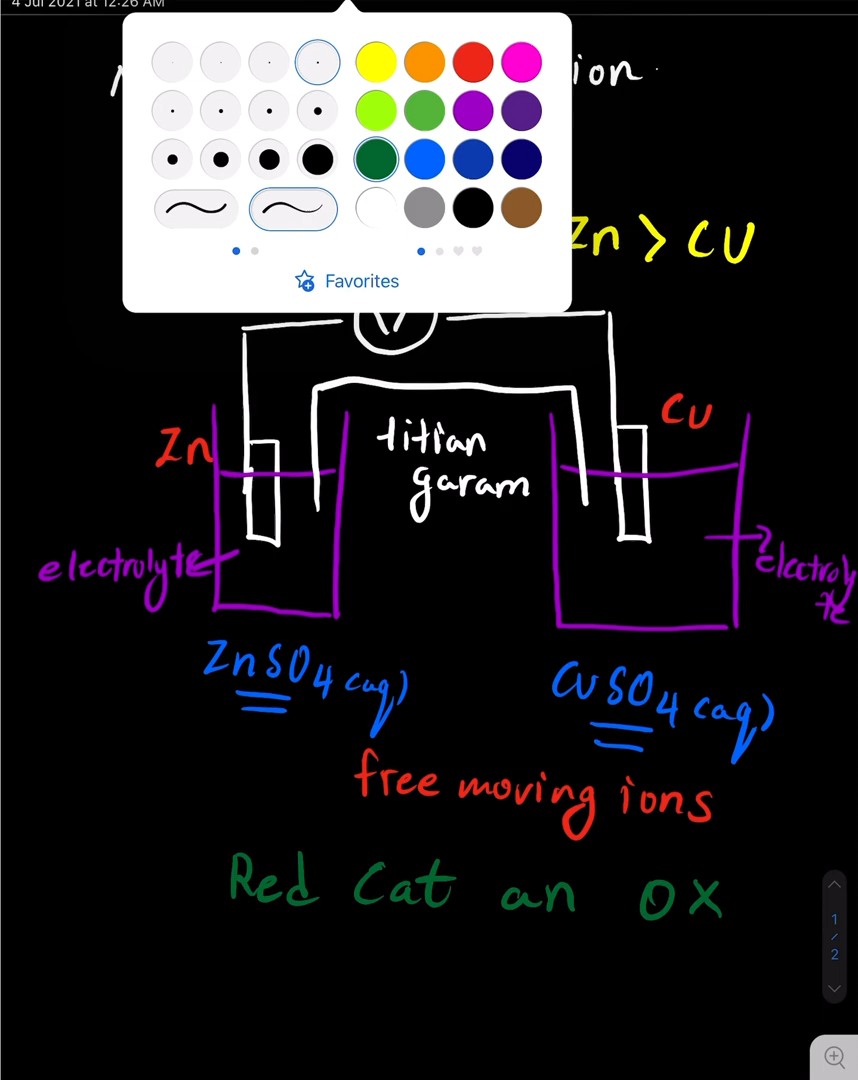 4 Jul 2021 at 12:26 AM
ion
Favorites
Zn > CU
V
Zn
CU
titian
garam
electrolyte
electroly
te
ZnSO4 (aq)
CUSO4 (aq)
free moving ions
Red Cat an OX
1
/
2